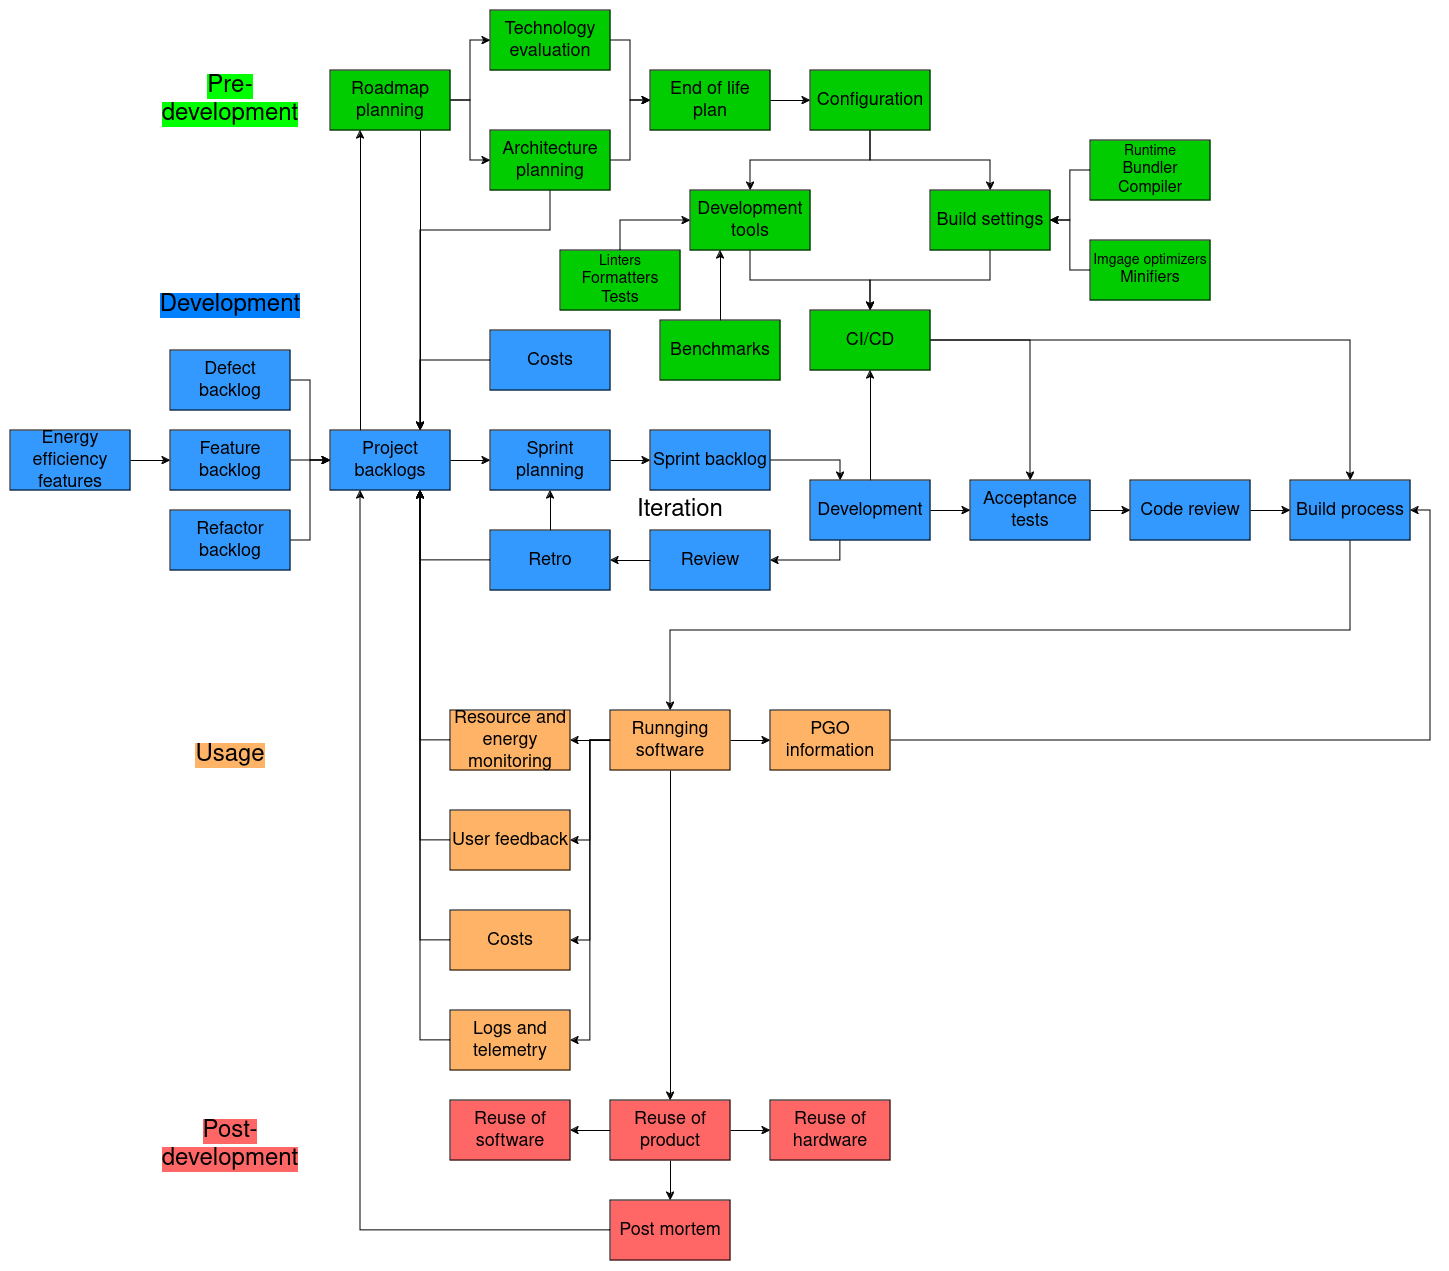 Technology
evaluation
Pre-
development
Roadmap
planning
End of life
plan
Configuration
Architecture
planning
Runtime
Bundler
Compiler
Development
tools
Build settings
Linters
Formatters
Tests
Imgage optimizers
Minifiers
Development
Benchmarks
CI/CD
Costs
Defect
backlog
Energy
efficiency
features
Feature
backlog
Project
backlogs
Sprint
planning
Sprint backlog
Iteration
Development
Acceptance
tests
Code review
Build process
Refactor
backlog
Retro
Review
Usage
Resource and
energy
monitoring
Runnging
software
PGO
information
User feedback
Costs
Logs and
telemetry
Post-
development
Reuse of
software
Reuse of
product
Reuse of
hardware
Post mortem